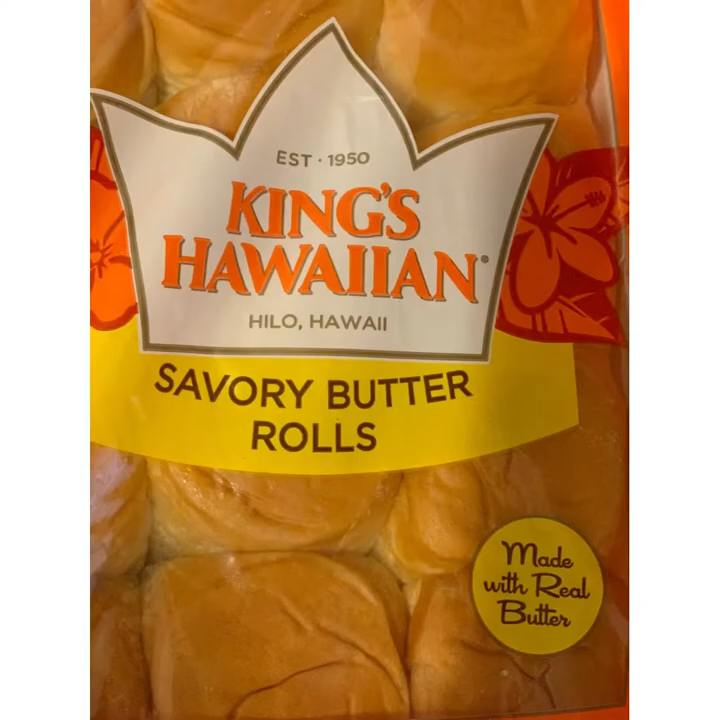 EST · 1950
KING'S
HAWAIIAN®
HILO, HAWAII
SAVORY BUTTER
ROLLS
Made
with Real
Butter